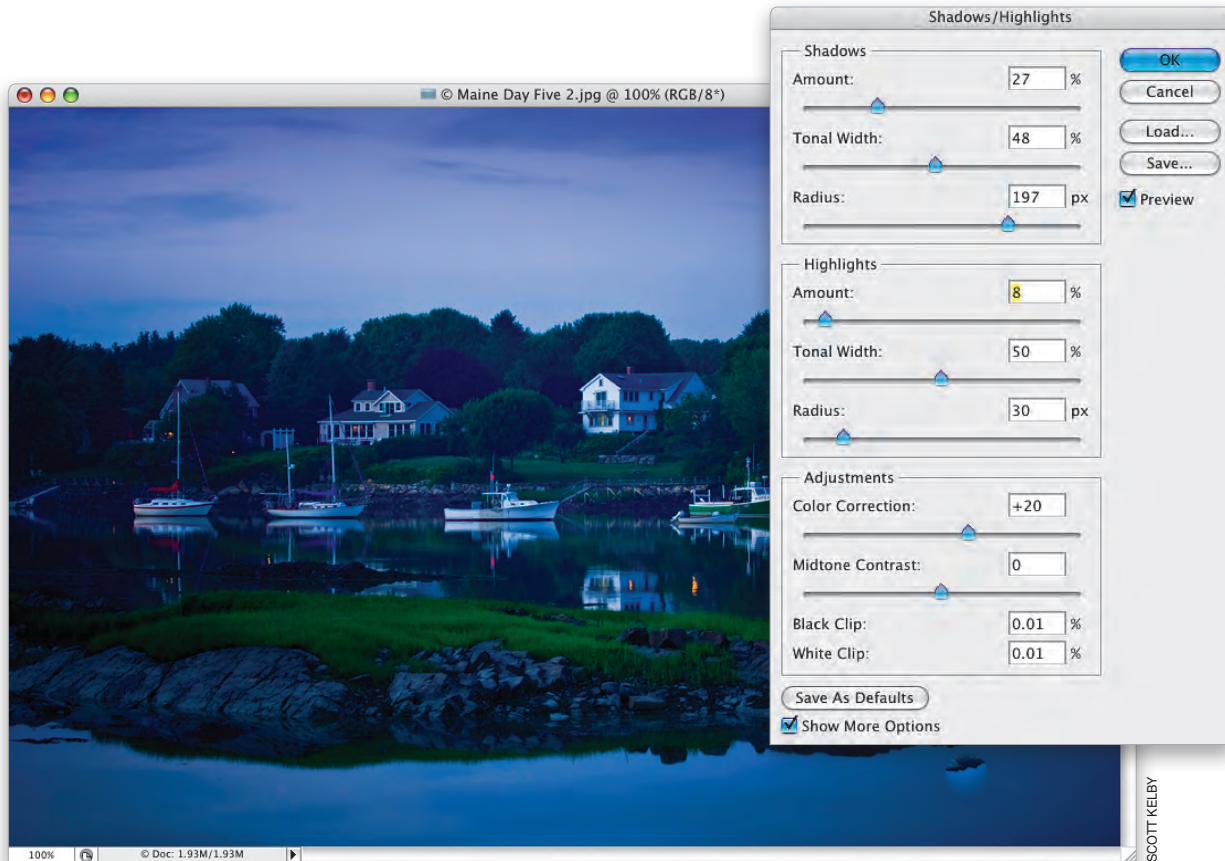 Shadows/Highlights
© Maine Day Five 2.jpg @ 100% (RGB/8*)
Shadows
Amount: 27 %
Tonal Width: 48 %
Radius: 197 px
Highlights
Amount: 8 %
Tonal Width: 50 %
Radius: 30 px
Adjustments
Color Correction: +20
Midtone Contrast: 0
Black Clip: 0.01 %
White Clip: 0.01 %
Save As Defaults
Show More Options
OK
Cancel
Load...
Save...
Preview
100% © Doc: 1.93M/1.93M
SCOTT KELBY